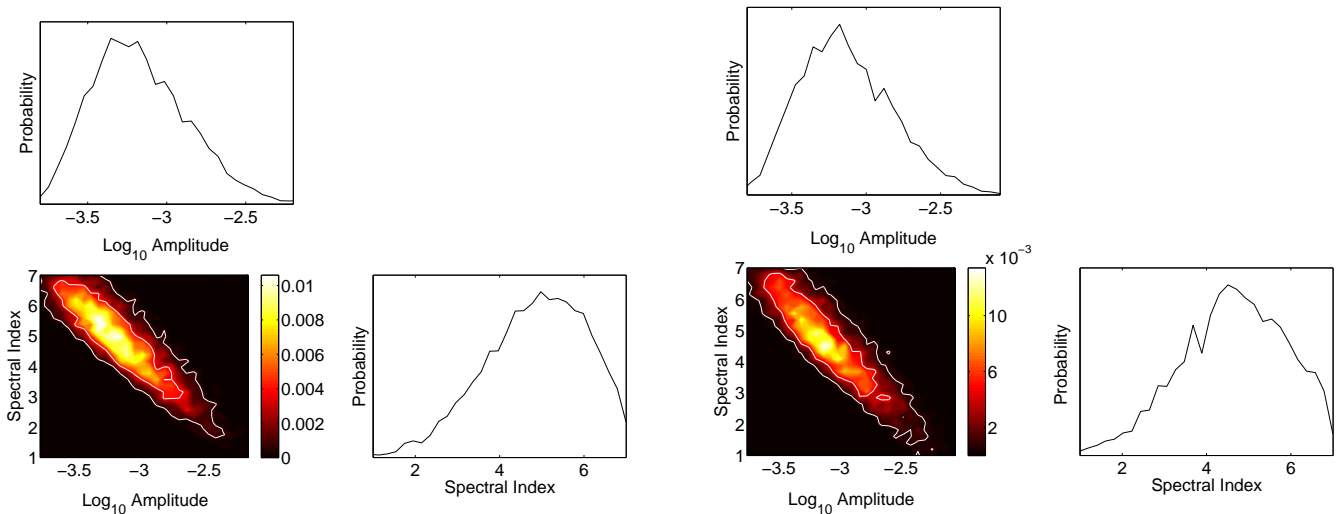 Probability
−3.5 −3 −2.5
Log10 Amplitude
Probability
−3.5 −3 −2.5
Log10 Amplitude
Spectral Index
7
6
5
4
3
2
1
−3.5 −3 −2.5
Log10 Amplitude
0.01
0.008
0.006
0.004
0.002
0
Probability
2 4 6
Spectral Index
Spectral Index
7
6
5
4
3
2
1
−3.5 −3 −2.5
Log10 Amplitude
x 10−3
10
6
2
Probability
2 4 6
Spectral Index